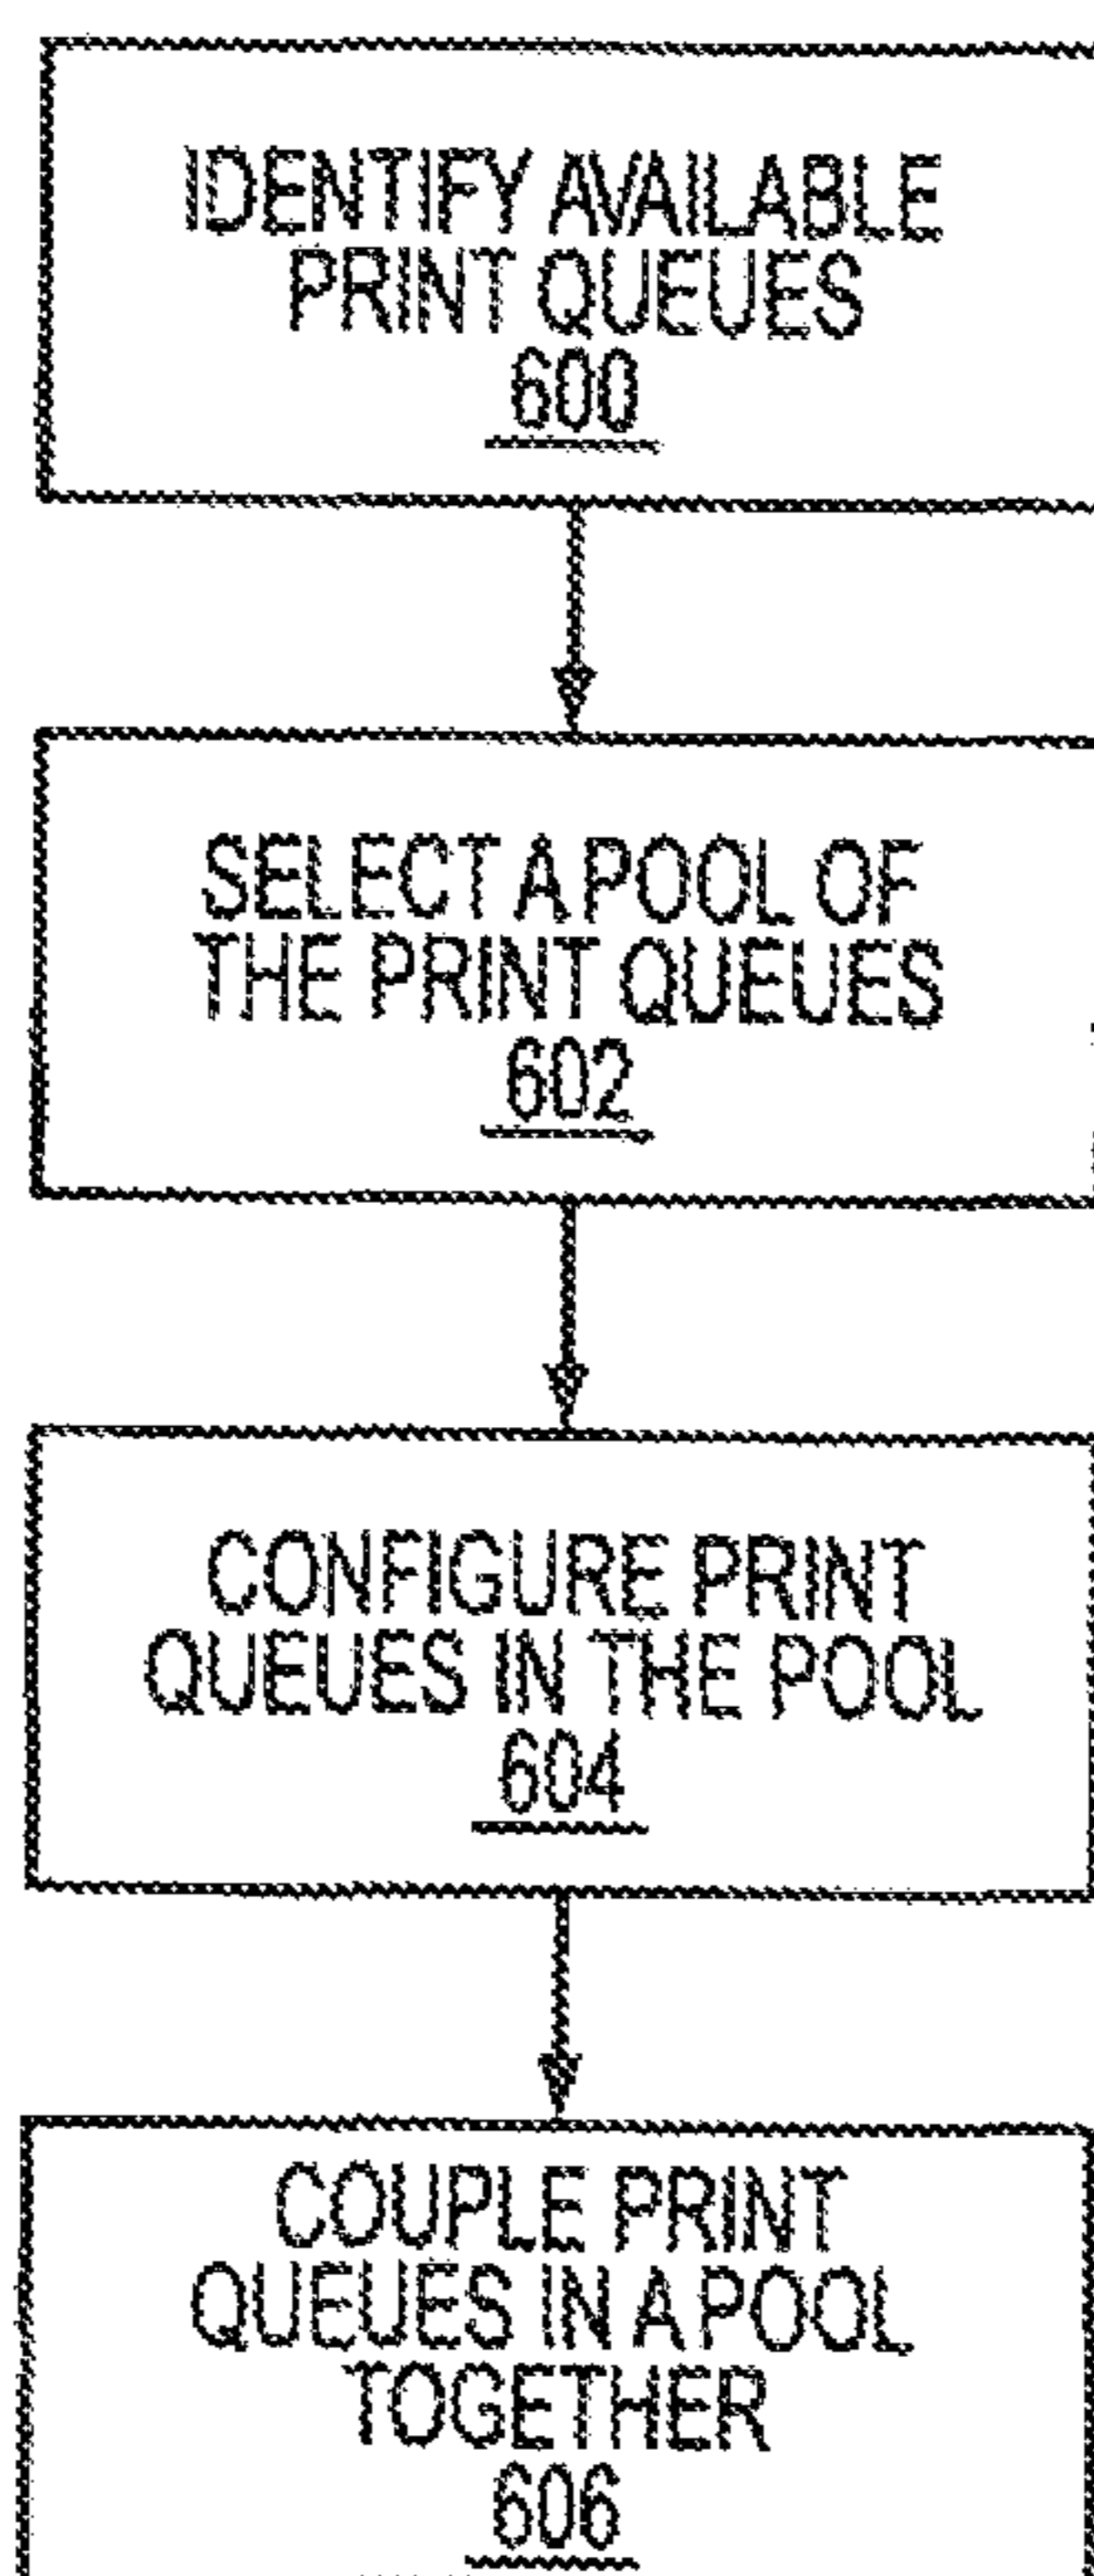 IDENTIFY AVAILABLE
PRINT QUEUES
600
SELECT A POOL OF
THE PRINT QUEUES
602
CONFIGURE PRINT
QUEUES IN THE POOL
604
COUPLE PRINT
QUEUES IN A POOL
TOGETHER
606